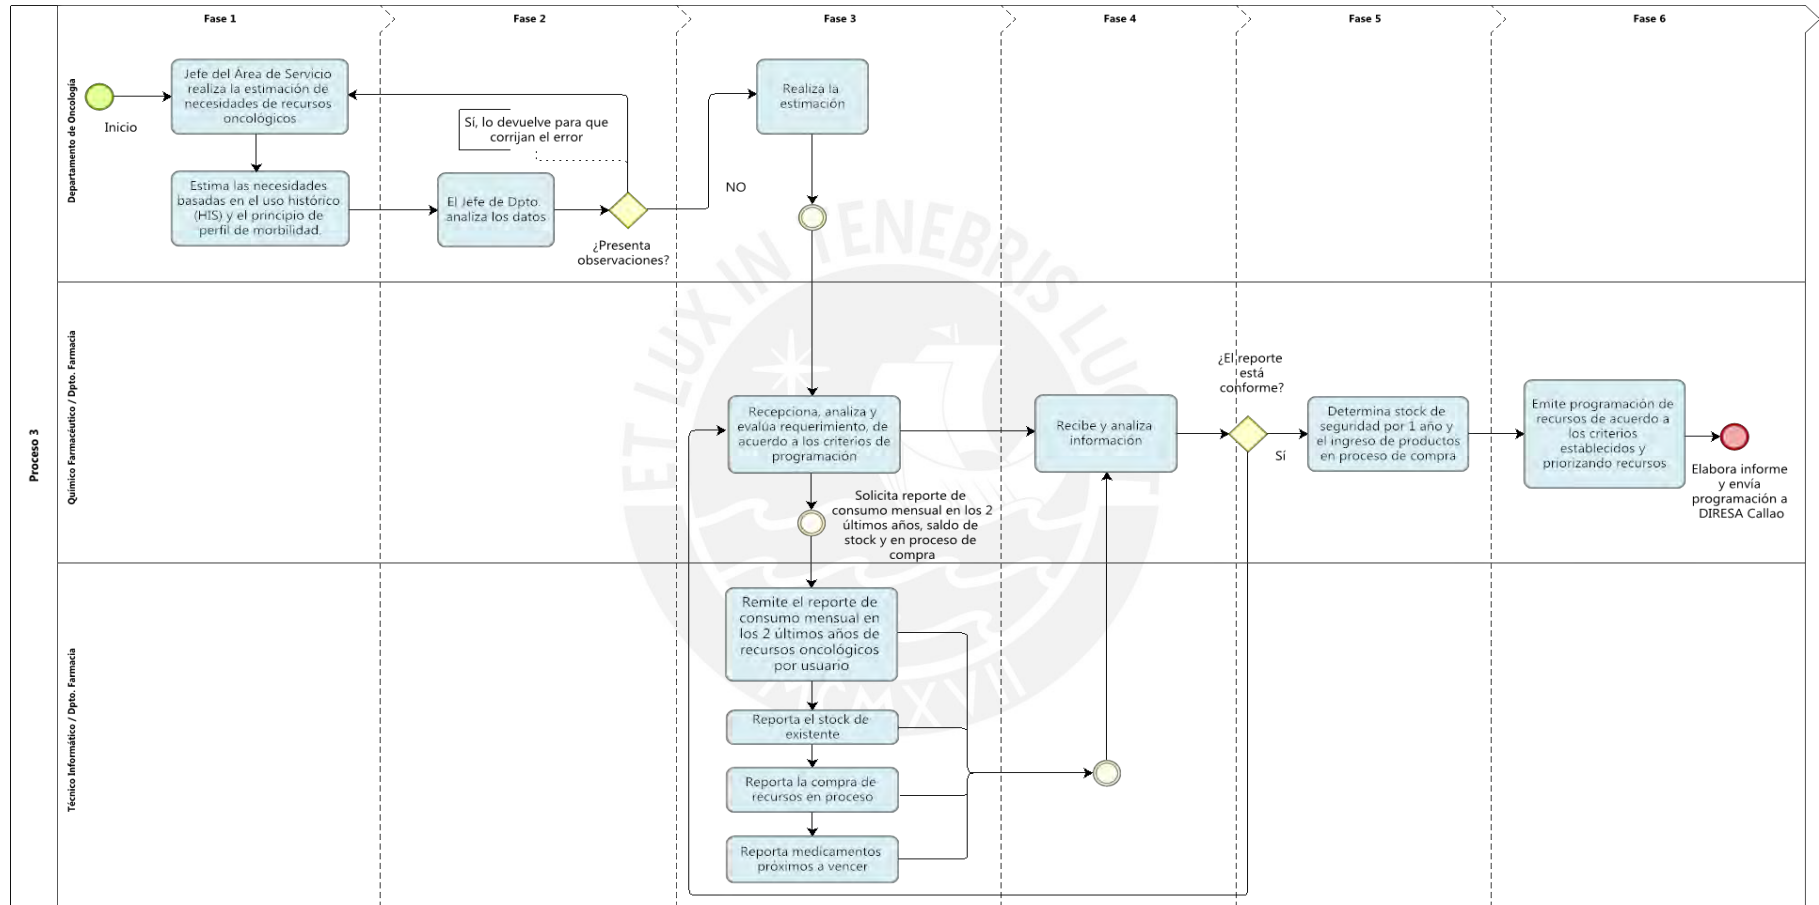 Fase 1
Fase 2
Fase 3
Fase 4
Fase 5
Fase 6
Proceso 3
Departamento de Oncología
Inicio
Jefe del Área de Servicio
realiza la estimación de
necesidades de recursos
oncológicos
Estima las necesidades
basadas en el uso histórico
(HIS) y el principio de
perfil de morbilidad.
Sí, lo devuelve para que
corrijan el error
El Jefe de Dpto.
analiza los datos
¿Presenta
observaciones?
NO
Realiza la
estimación
Químico Farmacéutico / Dpto. Farmacia
Recepciona, analiza y
evalúa requerimiento, de
acuerdo a los criterios de
programación
Solicita reporte de
consumo mensual en los 2
últimos años, saldo de
stock y en proceso de
compra
Recibe y analiza
información
¿El reporte
está
conforme?
Sí
Determina stock de
seguridad por 1 año y
el ingreso de productos
en proceso de compra
Emite programación de
recursos de acuerdo a
los criterios
establecidos y
priorizando recursos
Elabora informe
y envía
programación a
DIRESA Callao
Técnico Informático / Dpto. Farmacia
Remite el reporte de
consumo mensual en
los 2 últimos años de
recursos oncológicos
por usuario
Reporta el stock de
existente
Reporta la compra de
recursos en proceso
Reporta medicamentos
próximos a vencer
ET LUX IN TENEBRIS LUC
MCMXVII